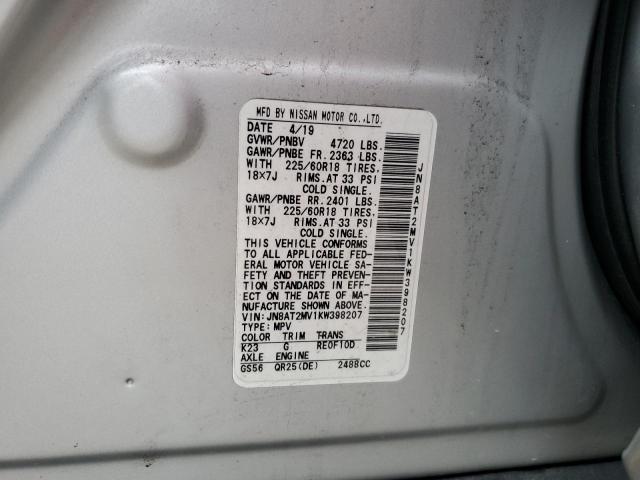 MFD BY NISSAN MOTOR CO.,LTD.
DATE 4/19
GVWR/PNBV 4720 LBS.
GAWR/PNBE FR. 2363 LBS.
WITH 225/60R18 TIRES.
18×7J RIMS.AT 33 PSI
COLD SINGLE.
GAWR/PNBE RR. 2401 LBS.
WITH 225/60R18 TIRES.
18×7J RIMS.AT 33 PSI
COLD SINGLE.
THIS VEHICLE CONFORMS
TO ALL APPLICABLE FED-
ERAL MOTOR VEHICLE SA-
FETY AND THEFT PREVEN-
TION STANDARDS IN EFF-
ECT ON THE DATE OF MA-
NUFACTURE SHOWN ABOVE.
VIN: JN8AT2MV1KW398207
TYPE: MPV
COLOR TRIM TRANS
K23 G RE0F10D
AXLE ENGINE
GS56 QR25(DE) 2488CC
JN8AT2MV1KW398207